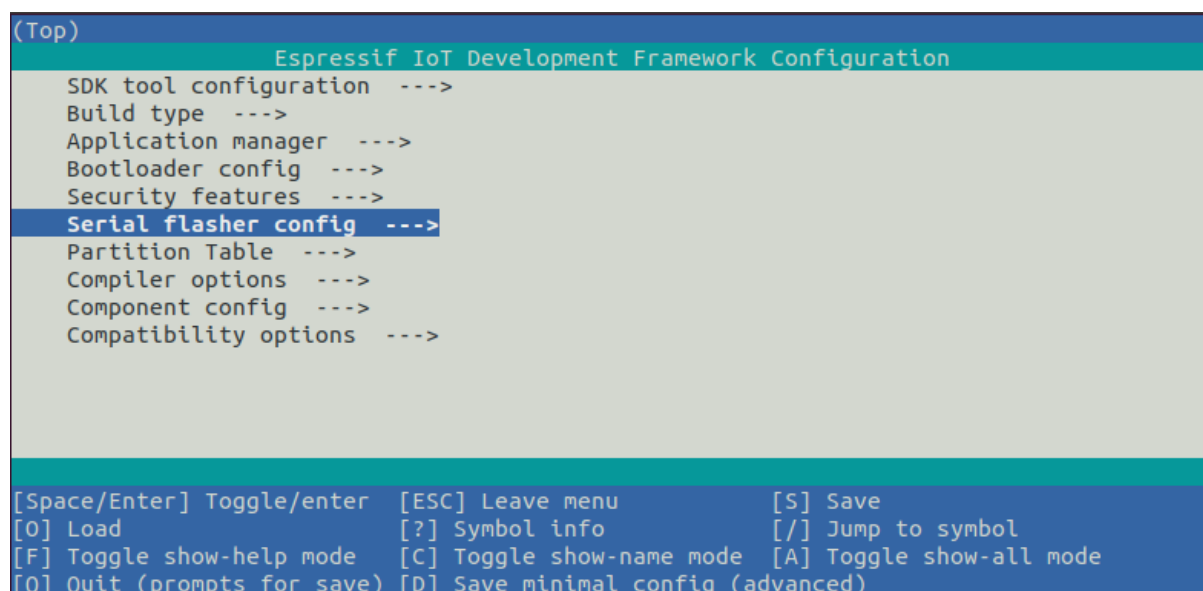 (Top)
Espressif IoT Development Framework Configuration
SDK tool configuration --->
Build type --->
Application manager --->
Bootloader config --->
Security features --->
Serial flasher config --->
Partition Table --->
Compiler options --->
Component config --->
Compatibility options --->
[Space/Enter] Toggle/enter [ESC] Leave menu [S] Save
[O] Load [?] Symbol info [/] Jump to symbol
[F] Toggle show-help mode [C] Toggle show-name mode [A] Toggle show-all mode
[Q] Quit (prompts for save) [D] Save minimal config (advanced)